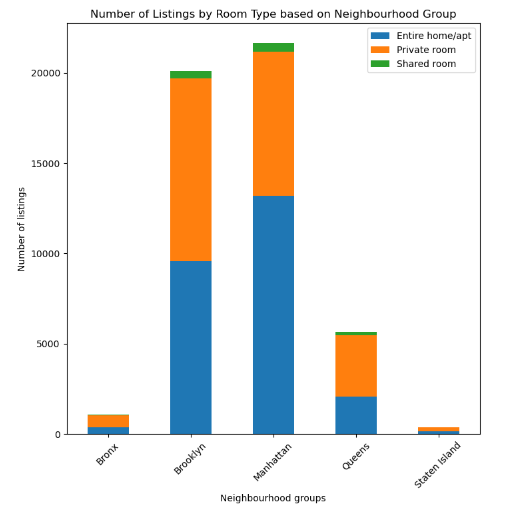 Number of Listings by Room Type based on Neighbourhood Group
Entire home/apt
Private room
Shared room
20000
15000
10000
5000
0
Number of listings
Bronx
Brooklyn
Manhattan
Queens
Staten Island
Neighbourhood groups